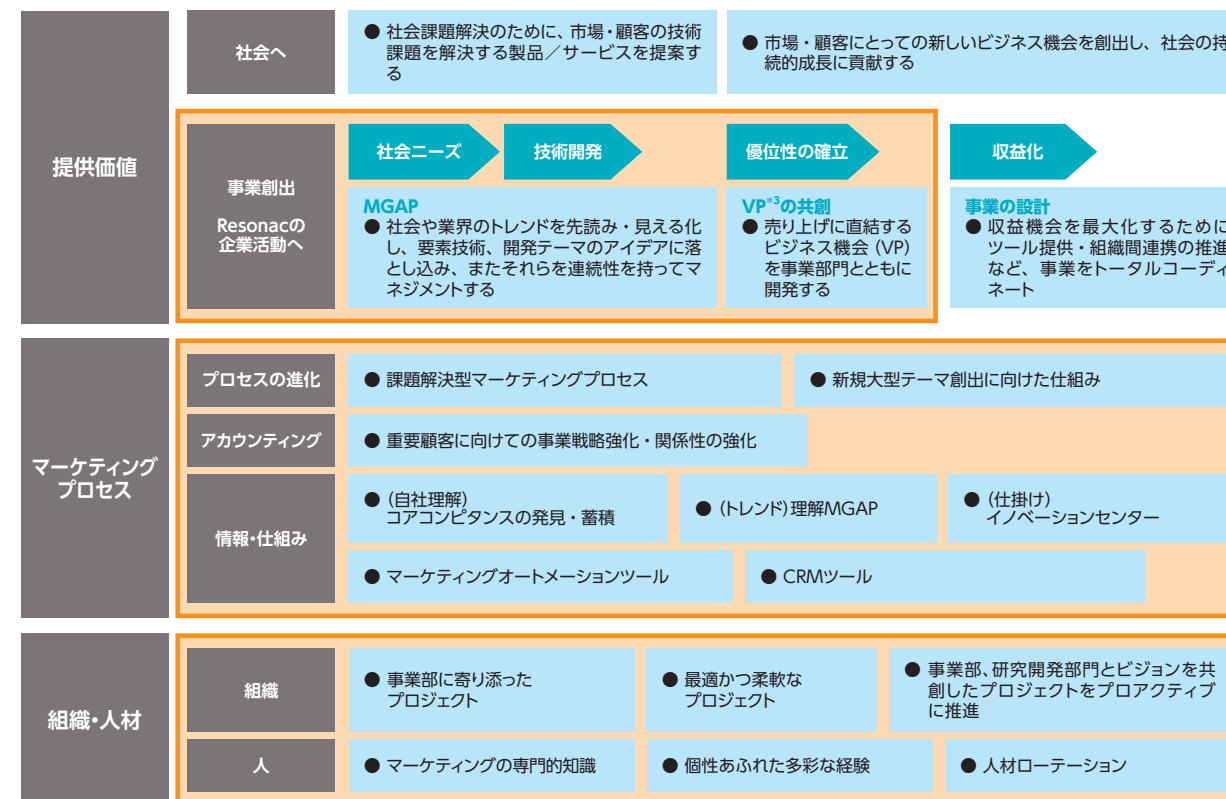 提供価値
社会へ
● 社会課題解決のために、市場・顧客の技術
課題を解決する製品／サービスを提案す
る
● 市場・顧客にとっての新しいビジネス機会を創出し、社会の持
続的成長に貢献する
事業創出
Resonacの
企業活動へ
社会ニーズ
技術開発
優位性の確立
収益化
MGAP
● 社会や業界のトレンドを先読み・見える化
し、要素技術、開発テーマのアイデアに落
とし込み、またそれらを連続性を持ってマ
ネジメントする
VP*3の共創
● 売り上げに直結する
ビジネス機会（VP）
を事業部門とともに
開発する
事業の設計
● 収益機会を最大化するために
ツール提供・組織間連携の推進
など、事業をトータルコーディ
ネート
マーケティング
プロセス
プロセスの進化
● 課題解決型マーケティングプロセス
● 新規大型テーマ創出に向けた仕組み
アカウンティング
● 重要顧客に向けての事業戦略強化・関係性の強化
情報・仕組み
● （自社理解）
コアコンピタンスの発見・蓄積
● （トレンド）理解MGAP
● （仕掛け）
イノベーションセンター
● マーケティングオートメーションツール
● CRMツール
組織・人材
組織
● 事業部に寄り添った
プロジェクト
● 最適かつ柔軟な
プロジェクト
● 事業部、研究開発部門とビジョンを共
創したプロジェクトをプロアクティブ
に推進
人
● マーケティングの専門的知識
● 個性あふれた多彩な経験
● 人材ローテーション